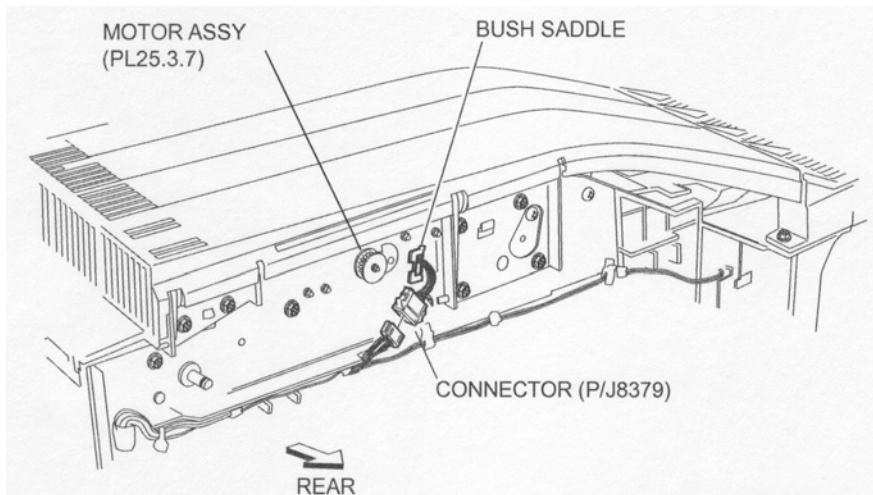 MOTOR ASSY
(PL25.3.7)
BUSH SADDLE
CONNECTOR (P/J8379)
REAR